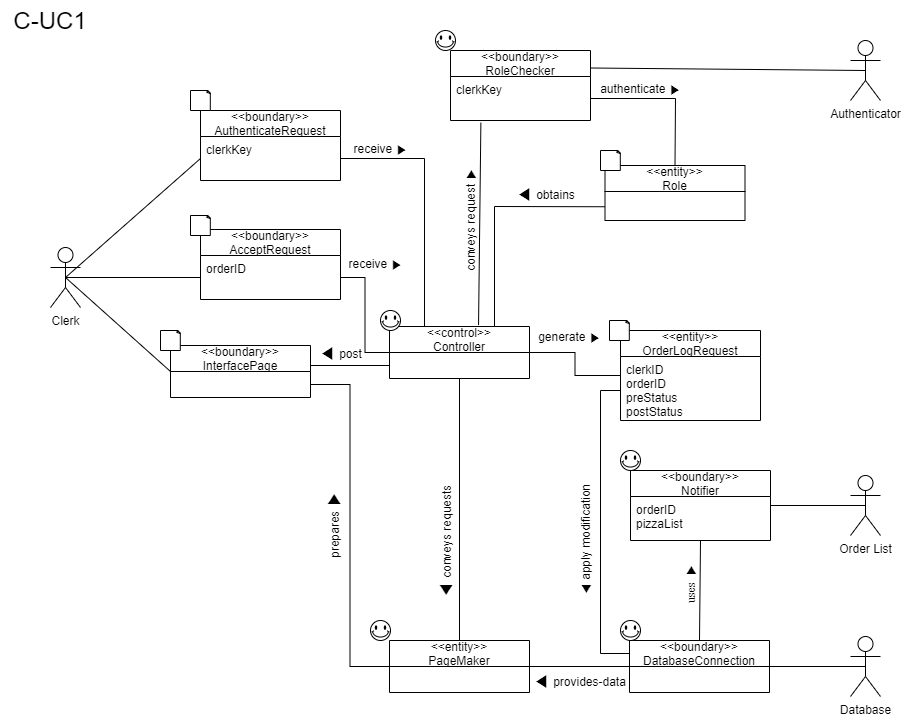 C-UC1
<<boundary>>
RoleChecker
clerkKey
authenticate
Authenticator
<<boundary>>
AuthenticateRequest
clerkKey
receive
<<entity>>
Role
obtains
conveys request
<<boundary>>
AcceptRequest
orderID
receive
Clerk
<<control>>
Controller
generate
<<entity>>
OrderLogRequest
clerkID
orderID
preStatus
postStatus
<<boundary>>
InterfacePage
post
<<boundary>>
Notifier
orderID
pizzaList
Order List
prepares
conveys requests
apply modification
uses
<<entity>>
PageMaker
<<boundary>>
DatabaseConnection
provides-data
Database